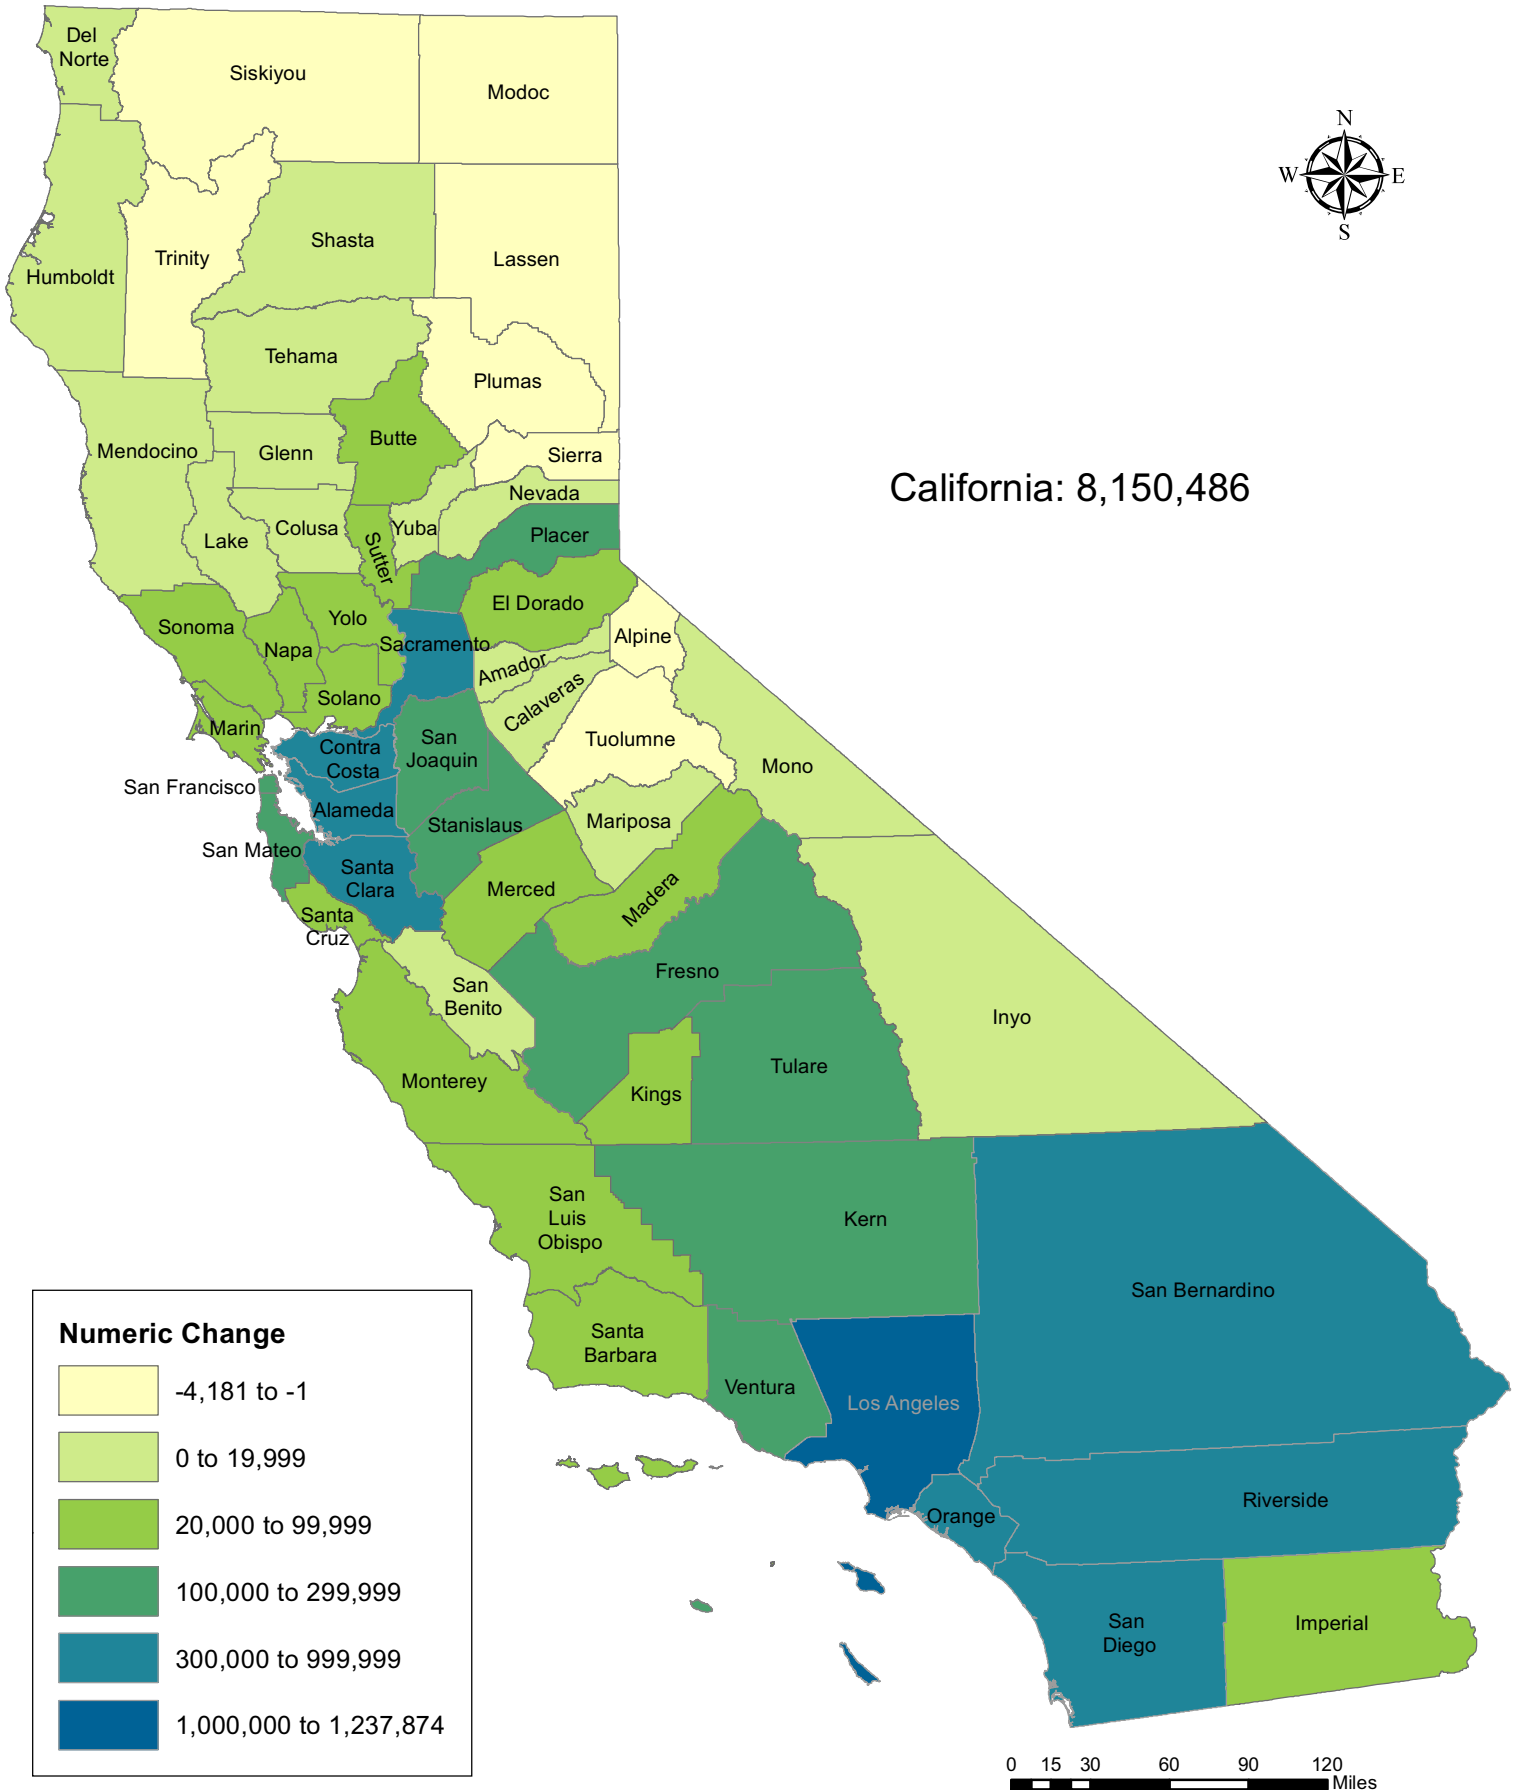 Del
Norte
Siskiyou
Modoc
N
W
E
S
Humboldt
Trinity
Shasta
Lassen
Tehama
Plumas
Mendocino
Glenn
Butte
Sierra
California: 8,150,486
Nevada
Lake
Colusa
Sutter
Yuba
Placer
El Dorado
Sonoma
Napa
Yolo
Sacramento
Alpine
Amador
Solano
Calaveras
Marin
Contra
Costa
San
Joaquin
Tuolumne
Mono
San Francisco
Alameda
Stanislaus
Mariposa
San Mateo
Santa
Clara
Merced
Madera
Santa
Cruz
Fresno
San
Benito
Inyo
Monterey
Kings
Tulare
San
Luis
Obispo
Kern
San Bernardino
Santa
Barbara
Ventura
Los Angeles
Orange
Riverside
San
Diego
Imperial
Numeric Change
-4,181 to -1
0 to 19,999
20,000 to 99,999
100,000 to 299,999
300,000 to 999,999
1,000,000 to 1,237,874
0 15 30 60 90 120
Miles